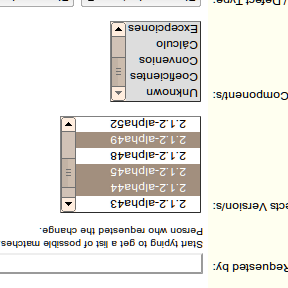 Requested by:
Start typing to get a list of possible matches.
Person who requested the change.
cts Version/s:
2.1.2-alpha43
2.1.2-alpha44
2.1.2-alpha45
2.1.2-alpha48
2.1.2-alpha49
2.1.2-alpha52
Component/s:
Unknown
Coeficientes
Convenios
Cálculo
Excepciones
/ Defect Type: